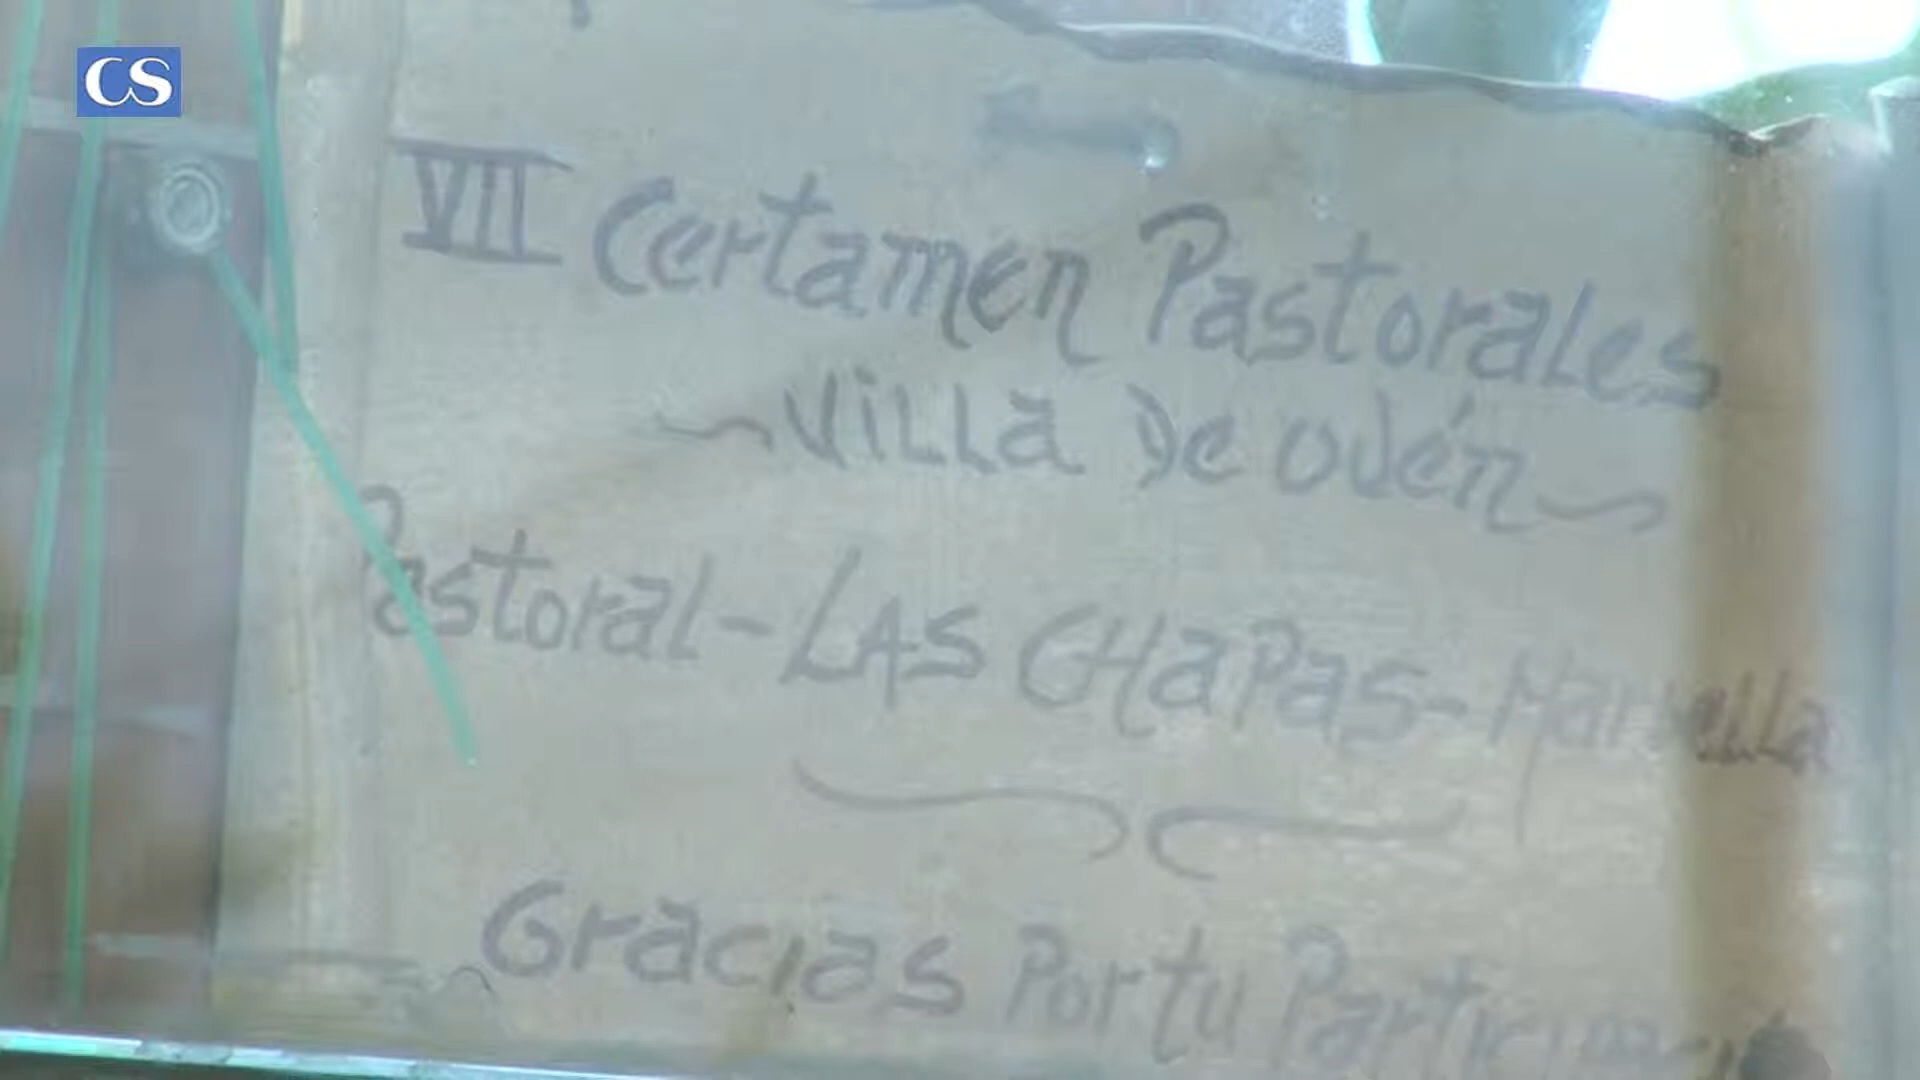 CS
VII Certamen Pastorales
~Villa De Ojén~
Pastoral - LAS CHAPAS - Marbella
Gracias Por tu